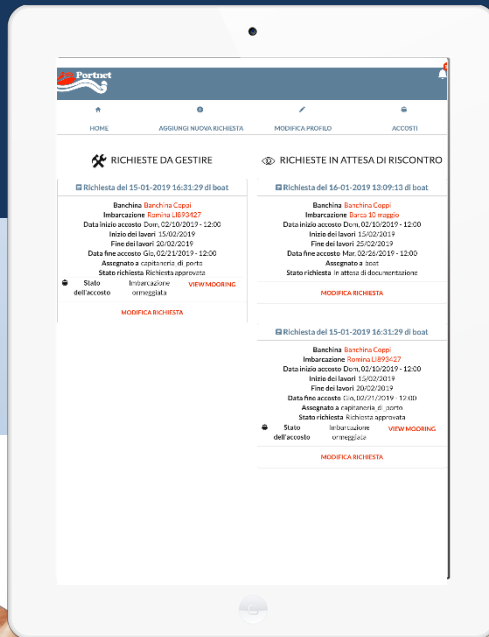 Portnet
HOME
AGGIUNGI NUOVA RICHIESTA
MODIFICA PROFILO
ACCOSTI
RICHIESTE DA GESTIRE
Richiesta del 15-01-2019 16:31:29 di boat
Banchina Banchina Coppi
Imbarcazione Romina LI893427
Data inizio accosto Dom, 02/10/2019 - 12:00
Inizio dei lavori 15/02/2019
Fine dei lavori 20/02/2019
Data fine accosto Gio, 02/21/2019 - 12:00
Assegnato a capitaneria_di_porto
Stato richiesta Richiesta approvata
Stato dell'accosto
Imbarcazione ormeggiata
VIEW MOORING
MODIFICA RICHIESTA
RICHIESTE IN ATTESA DI RISCONTRO
Richiesta del 16-01-2019 13:09:13 di boat
Banchina Banchina Coppi
Imbarcazione Barca 10 maggio
Data inizio accosto Dom, 02/10/2019 - 12:00
Inizio dei lavori 15/02/2019
Fine dei lavori 25/02/2019
Data fine accosto Mar, 02/26/2019 - 12:00
Assegnato a boat
Stato richiesta In attesa di documentazione
MODIFICA RICHIESTA
Richiesta del 15-01-2019 16:31:29 di boat
Banchina Banchina Coppi
Imbarcazione Romina LI893427
Data inizio accosto Dom, 02/10/2019 - 12:00
Inizio dei lavori 15/02/2019
Fine dei lavori 20/02/2019
Data fine accosto Gio, 02/21/2019 - 12:00
Assegnato a capitaneria_di_porto
Stato richiesta Richiesta approvata
Stato dell'accosto
Imbarcazione ormeggiata
VIEW MOORING
MODIFICA RICHIESTA